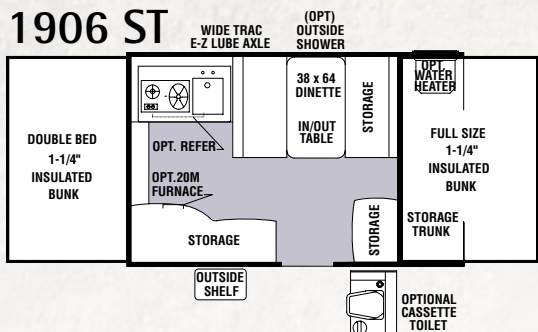 1906 ST
WIDE TRAC
E-Z LUBE AXLE
(OPT)
OUTSIDE
SHOWER
DOUBLE BED
1-1/4"
INSULATED
BUNK
OPT. REFER
OPT.20M
FURNACE
STORAGE
38 x 64
DINETTE
IN/OUT
TABLE
STORAGE
STORAGE
OPT.
WATER
HEATER
FULL SIZE
1-1/4"
INSULATED
BUNK
STORAGE
TRUNK
OUTSIDE
SHELF
OPTIONAL
CASSETTE
TOILET